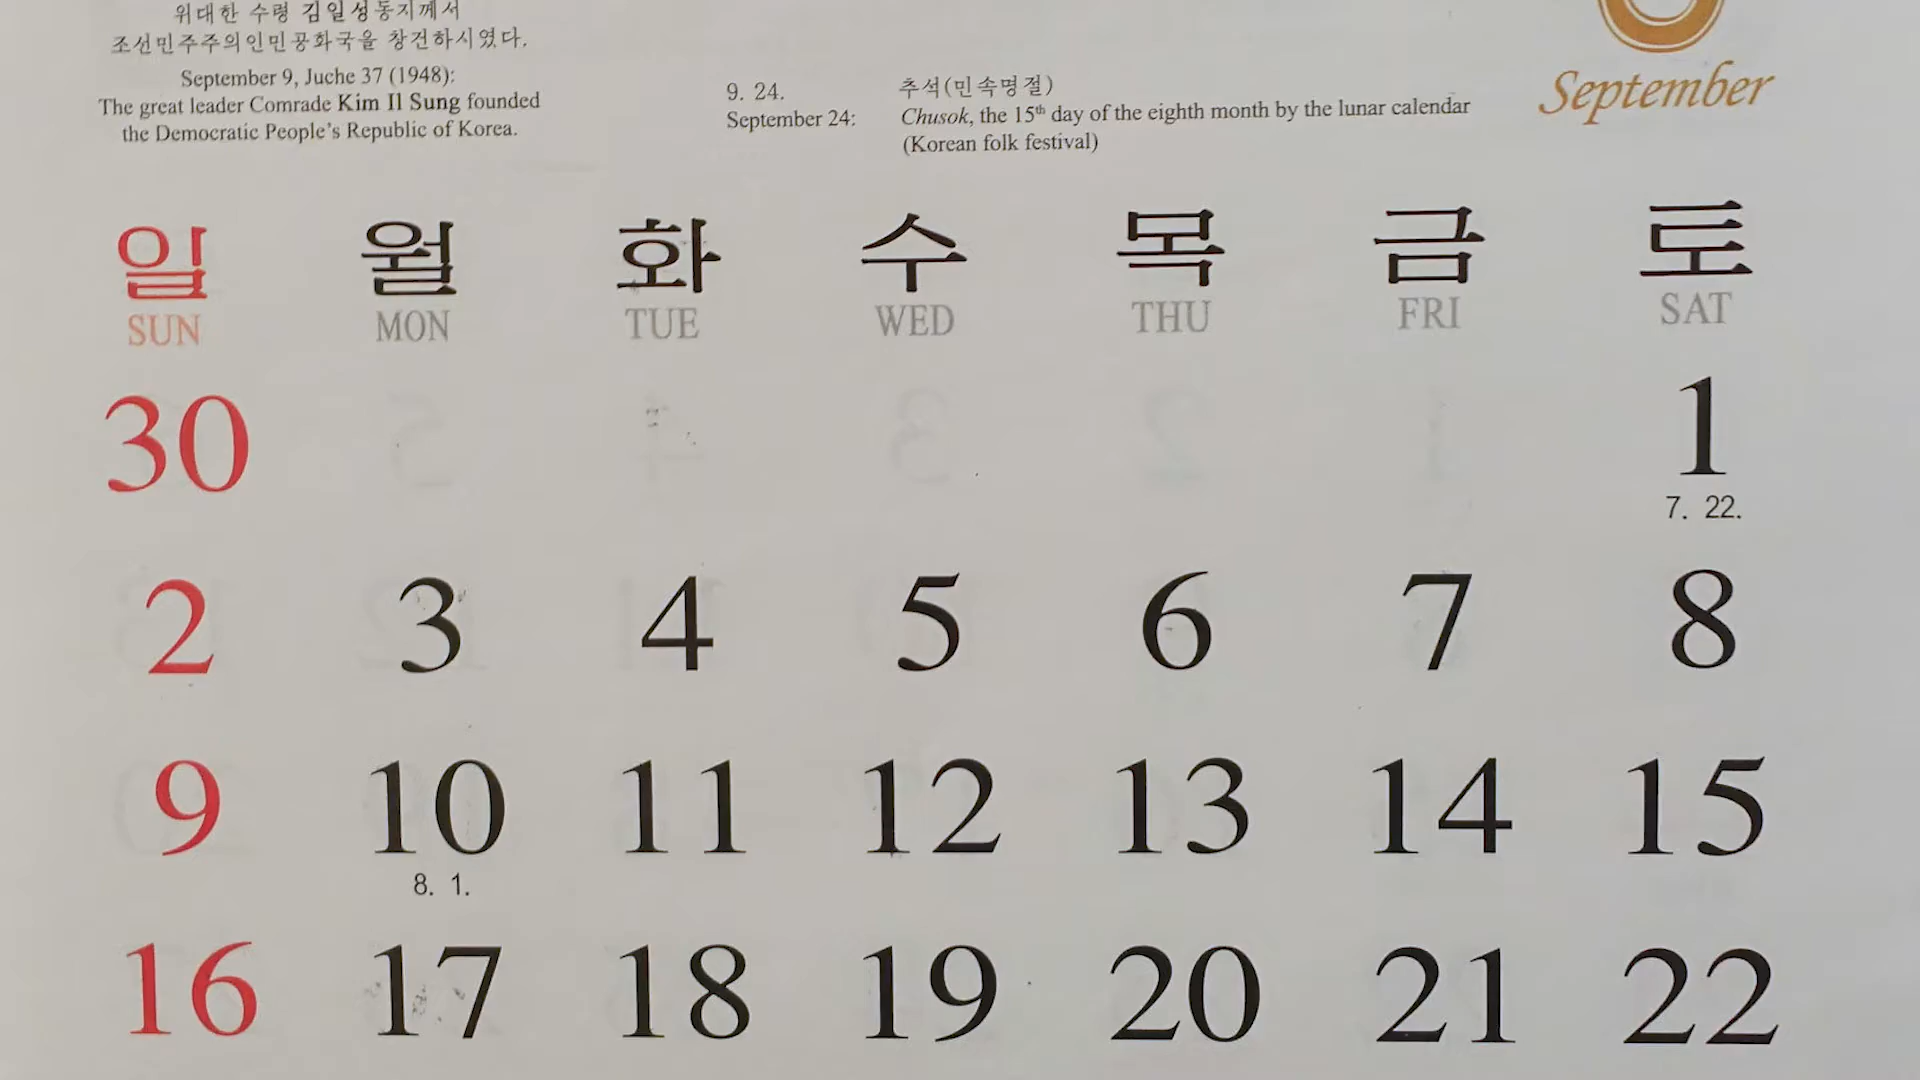 위대한 수령 김일성동지께서
조선민주주의인민공화국을 창건하시였다.
September 9, Juche 37 (1948):
The great leader Comrade Kim Il Sung founded
the Democratic People's Republic of Korea.
9. 24. 추석(민속명절)
September 24: Chusok, the 15th day of the eighth month by the lunar calendar
(Korean folk festival)
September
일 월 화 수 목 금 토
SUN MON TUE WED THU FRI SAT
30 1
7. 22.
2 3 4 5 6 7 8
9 10 11 12 13 14 15
8. 1.
16 17 18 19 20 21 22